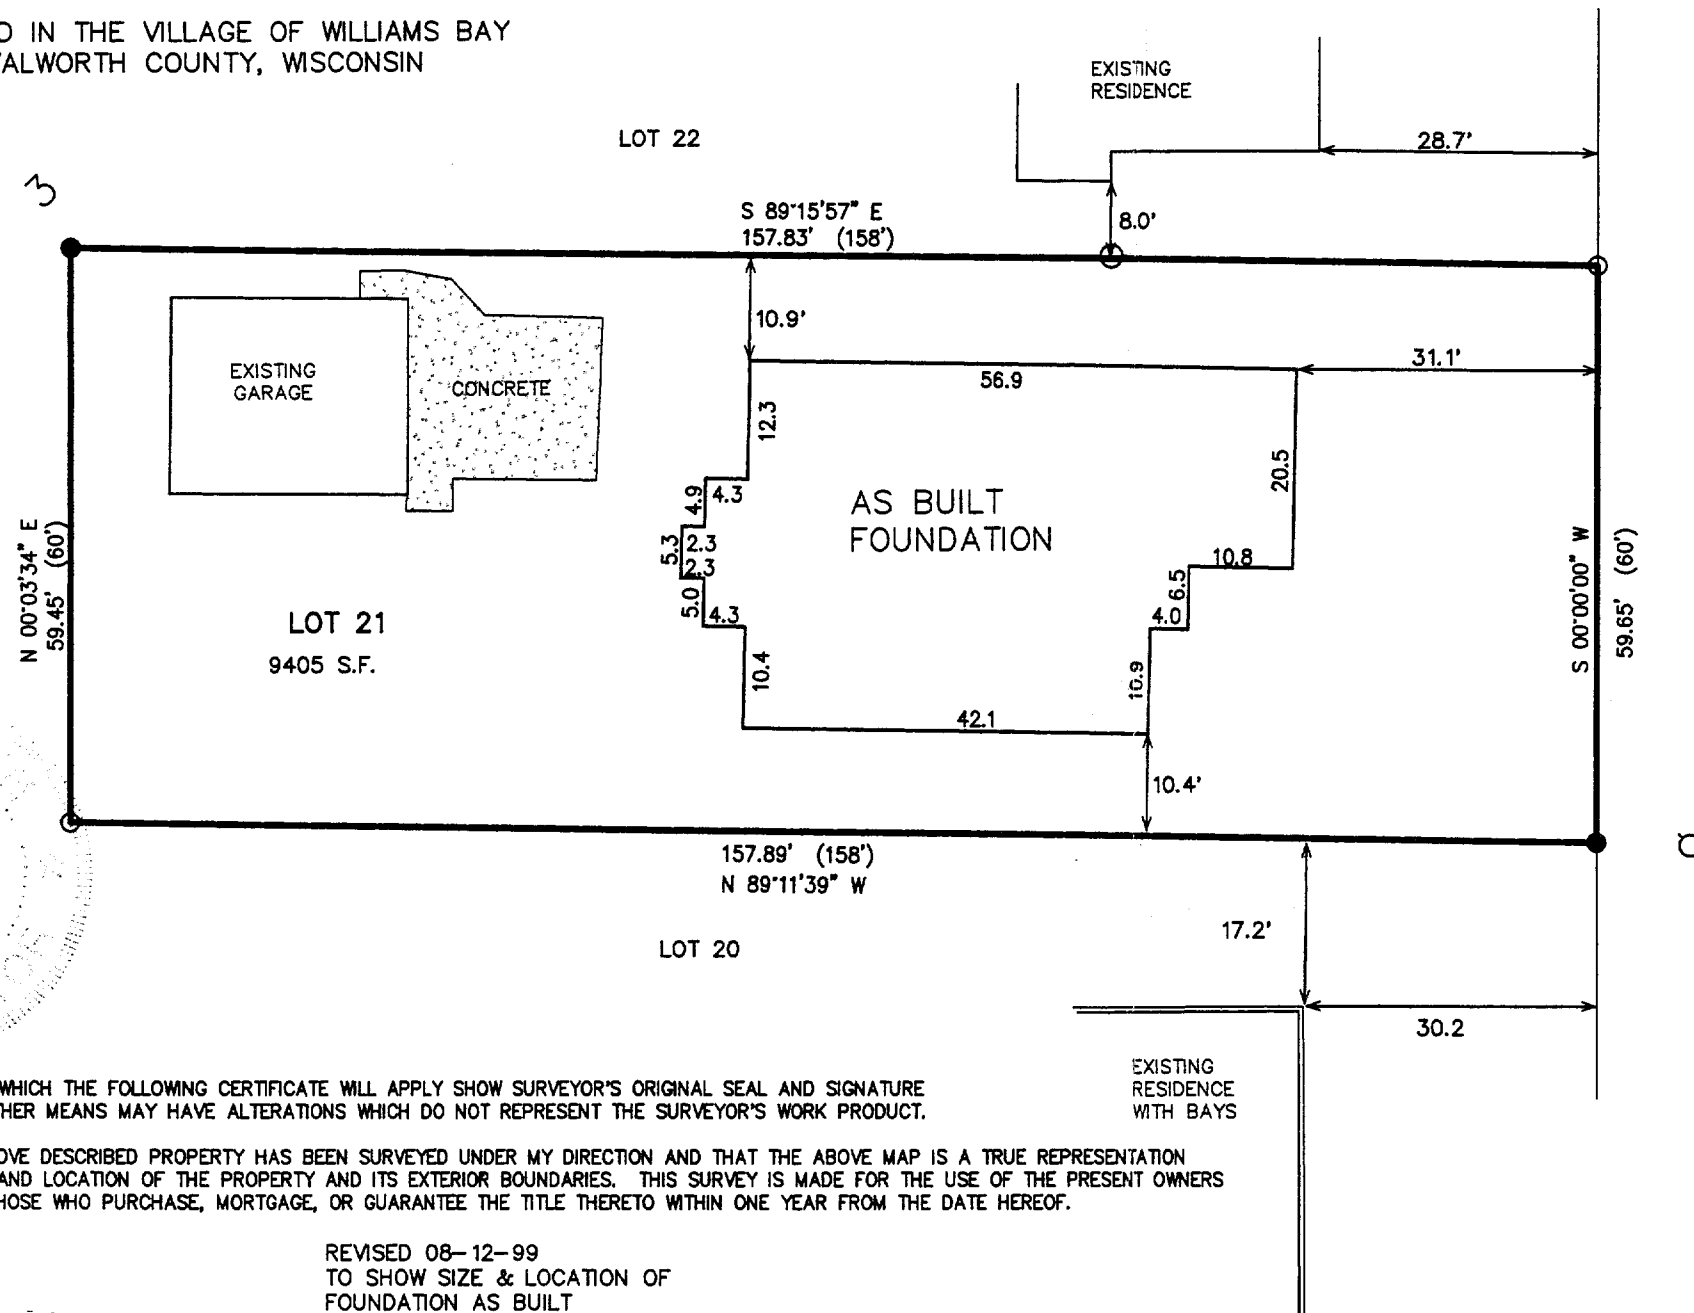 D IN THE VILLAGE OF WILLIAMS BAY
ALWORTH COUNTY, WISCONSIN
EXISTING
RESIDENCE
LOT 22
28.7'
3
S 89°15'57" E
157.83' (158')
8.0'
10.9'
31.1'
56.9
EXISTING
GARAGE
CONCRETE
12.3
20.5
4.9
4.3
AS BUILT
FOUNDATION
5.3
2.3
2.3
10.8
6.5
5.0
4.3
4.0
N 00°03'34" E
59.45' (60')
S 00°00'00" W
59.65' (60')
LOT 21
9405 S.F.
10.4
10.9
42.1
10.4'
157.89' (158')
N 89°11'39" W
17.2'
LOT 20
30.2
EXISTING
RESIDENCE
WITH BAYS
WHICH THE FOLLOWING CERTIFICATE WILL APPLY SHOW SURVEYOR'S ORIGINAL SEAL AND SIGNATURE
THER MEANS MAY HAVE ALTERATIONS WHICH DO NOT REPRESENT THE SURVEYOR'S WORK PRODUCT.
OVE DESCRIBED PROPERTY HAS BEEN SURVEYED UNDER MY DIRECTION AND THAT THE ABOVE MAP IS A TRUE REPRESENTATION
AND LOCATION OF THE PROPERTY AND ITS EXTERIOR BOUNDARIES. THIS SURVEY IS MADE FOR THE USE OF THE PRESENT OWNERS
HOSE WHO PURCHASE, MORTGAGE, OR GUARANTEE THE TITLE THERETO WITHIN ONE YEAR FROM THE DATE HEREOF.
REVISED 08-12-99
TO SHOW SIZE & LOCATION OF
FOUNDATION AS BUILT